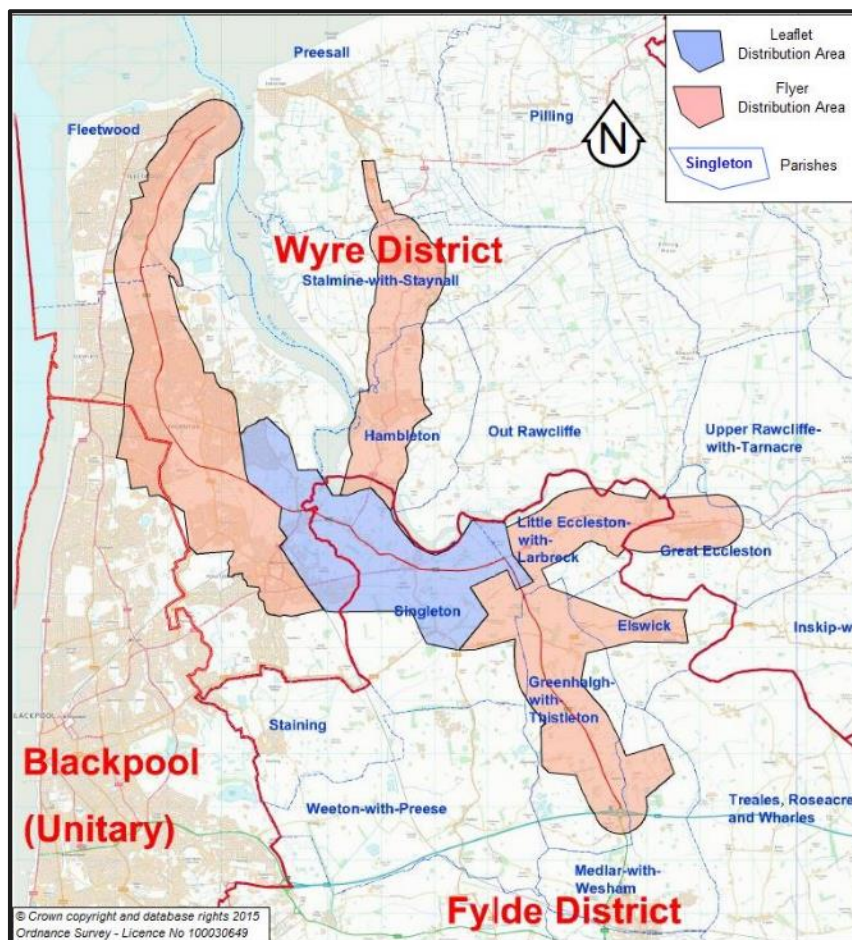 Leaflet
Distribution Area
Flyer
Distribution Area
Singleton
Parishes
N
Preesall
Fleetwood
Pilling
Wyre District
Stalmine-with-Staynall
Hambleton
Out Rawcliffe
Upper Rawcliffe-
with-Tarnacre
Little Eccleston-
with-
Larbreck
Great Eccleston
Singleton
Elswick
Inskip-w
Greenhalgh-
with-
Thistleton
Staining
BLACKPOOL
Blackpool
(Unitary)
Weeton-with-Preese
Treales, Roseacre
and Wharles
Medlar-with-
Wesham
Fylde District
© Crown copyright and database rights 2015
Ordnance Survey - Licence No 100030649